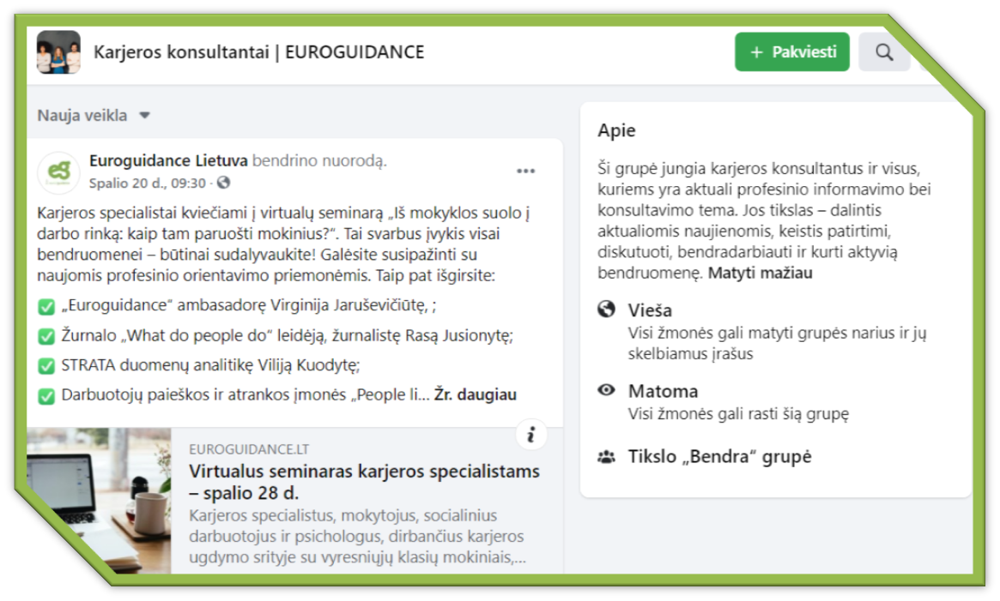 Karjeros konsultantai | EUROGUIDANCE
+ Pakviesti
Nauja veikla
eg
Euroguidance Lietuva bendrino nuorodą.
Spalio 20 d., 09:30 ·
Karjeros specialistai kviečiami į virtualų seminarą „Iš mokyklos suolo į
darbo rinką: kaip tam paruošti mokinius?“. Tai svarbus įvykis visai
bendruomenei – būtinai sudalyvaukite! Galėsite susipažinti su
naujomis profesinio orientavimo priemonėmis. Taip pat išgirsite:
✅ „Euroguidance“ ambasadorę Virginija Jaruševičiūtę, ;
✅ Žurnalo „What do people do“ leidėją, žurnalistę Rasą Jusionytę;
✅ STRATA duomenų analitikę Viliją Kuodytę;
✅ Darbuotojų paieškos ir atrankos įmonės „People li... Žr. daugiau
EUROGUIDANCE.LT
Virtualus seminaras karjeros specialistams
– spalio 28 d.
Karjeros specialistus, mokytojus, socialinius
darbuotojus ir psichologus, dirbančius karjeros
ugdymo srityje su vyresniųjų klasių mokiniais,...
Apie
Ši grupė jungia karjeros konsultantus ir visus,
kuriems yra aktuali profesinio informavimo bei
konsultavimo tema. Jos tikslas – dalintis
aktualiomis naujienomis, keistis patirtimi,
diskutuoti, bendradarbiauti ir kurti aktyvią
bendruomenę. Matyti mažiau
Vieša
Visi žmonės gali matyti grupės narius ir jų
skelbiamus įrašus
Matoma
Visi žmonės gali rasti šią grupę
Tikslo „Bendra“ grupė